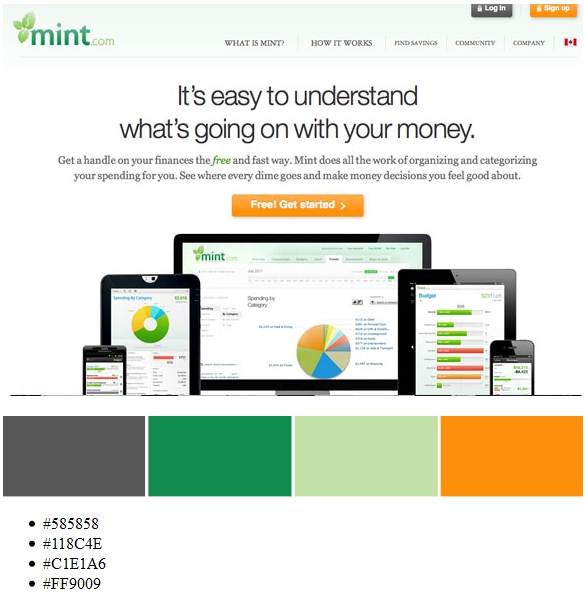 Log In
Sign up
mint.com
WHAT IS MINT?
HOW IT WORKS
FIND SAVINGS
COMMUNITY
COMPANY
It's easy to understand
what's going on with your money.
Get a handle on your finances the free and fast way. Mint does all the work of organizing and categorizing
your spending for you. See where every dime goes and make money decisions you feel good about.
Free! Get started
mint.com
Spending by
Category
Spending By Category
Budget
#585858
#118C4E
#C1E1A6
#FF9009